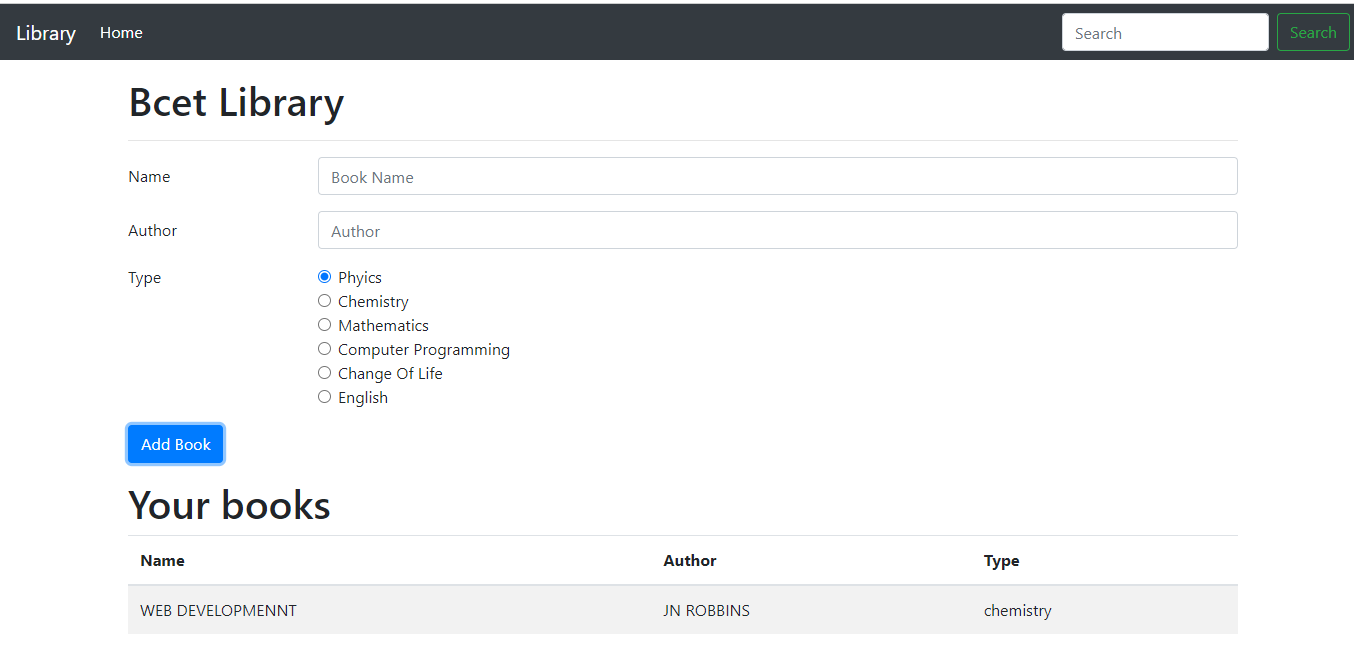 Library Home Search Search
Bcet Library
Name Book Name
Author Author
Type Phyics
Chemistry
Mathematics
Computer Programming
Change Of Life
English
Add Book
Your books
Name Author Type
WEB DEVELOPMENNT JN ROBBINS chemistry